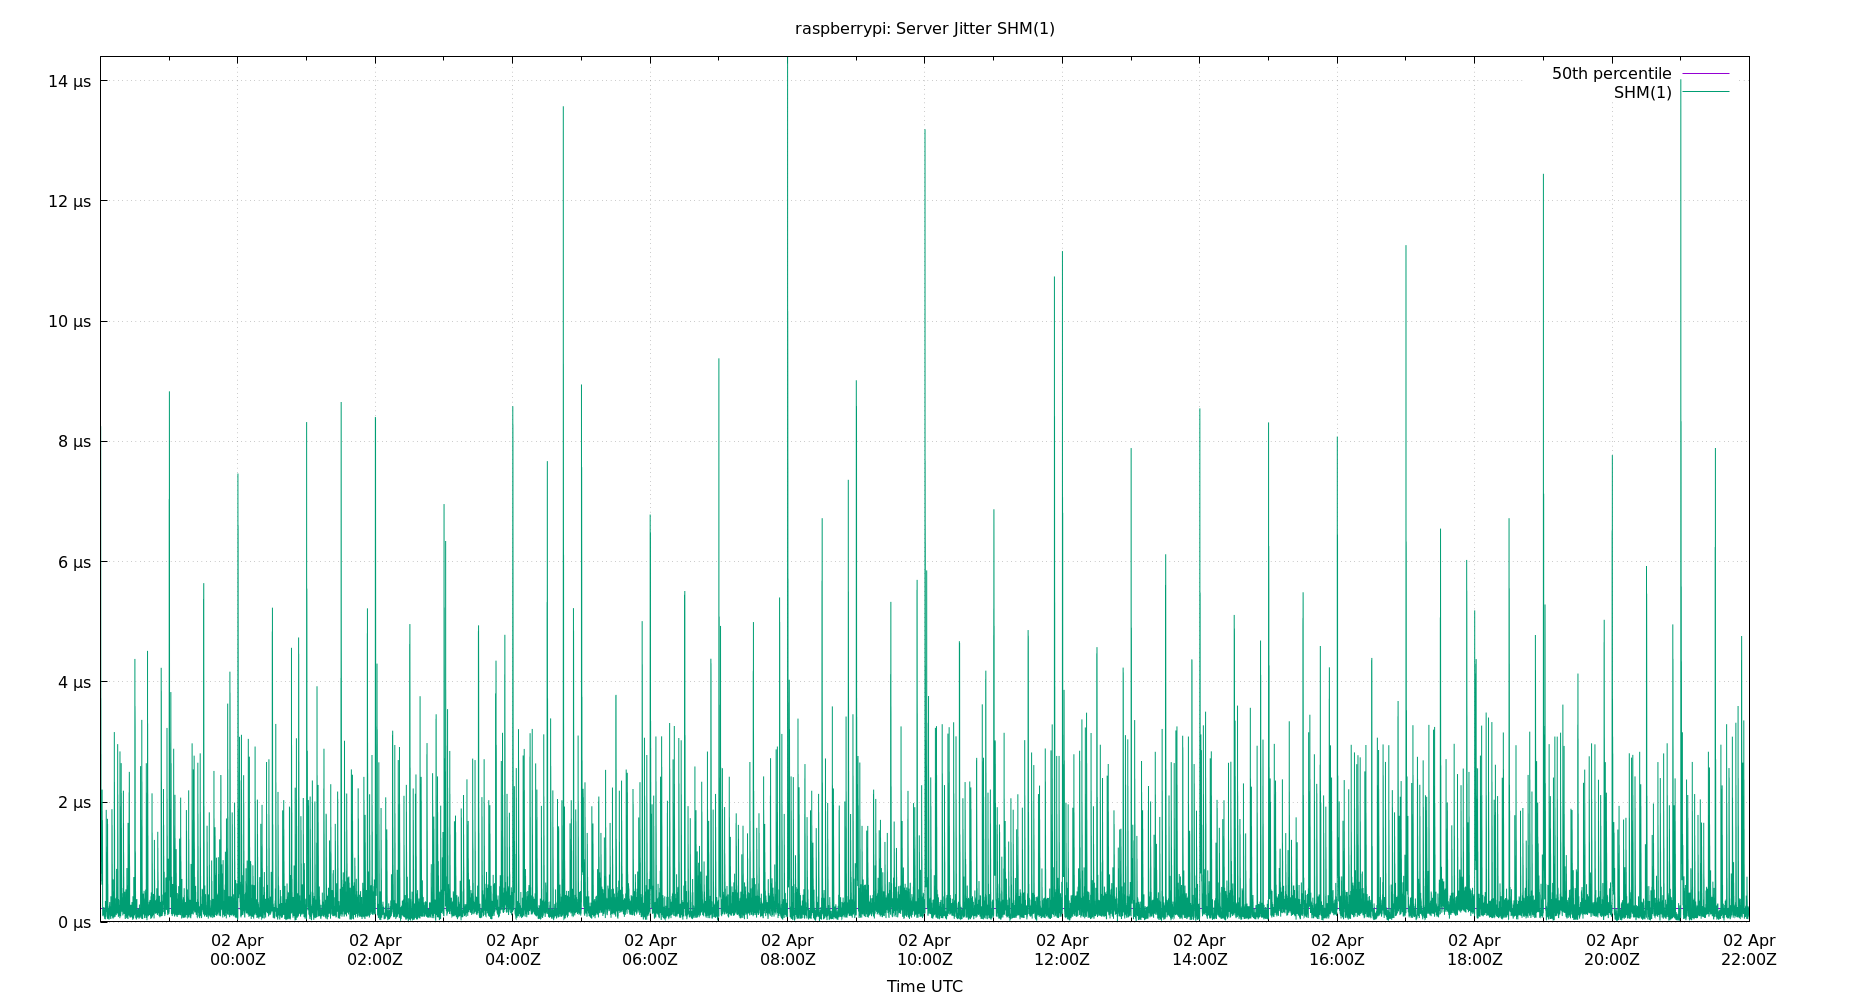 raspberrypi: Server Jitter SHM(1)
50th percentile
SHM(1)
14 µs
12 µs
10 µs
8 µs
6 µs
4 µs
2 µs
0 µs
02 Apr 02 Apr 02 Apr 02 Apr 02 Apr 02 Apr 02 Apr 02 Apr 02 Apr 02 Apr 02 Apr 02 Apr
00:00Z 02:00Z 04:00Z 06:00Z 08:00Z 10:00Z 12:00Z 14:00Z 16:00Z 18:00Z 20:00Z 22:00Z
Time UTC